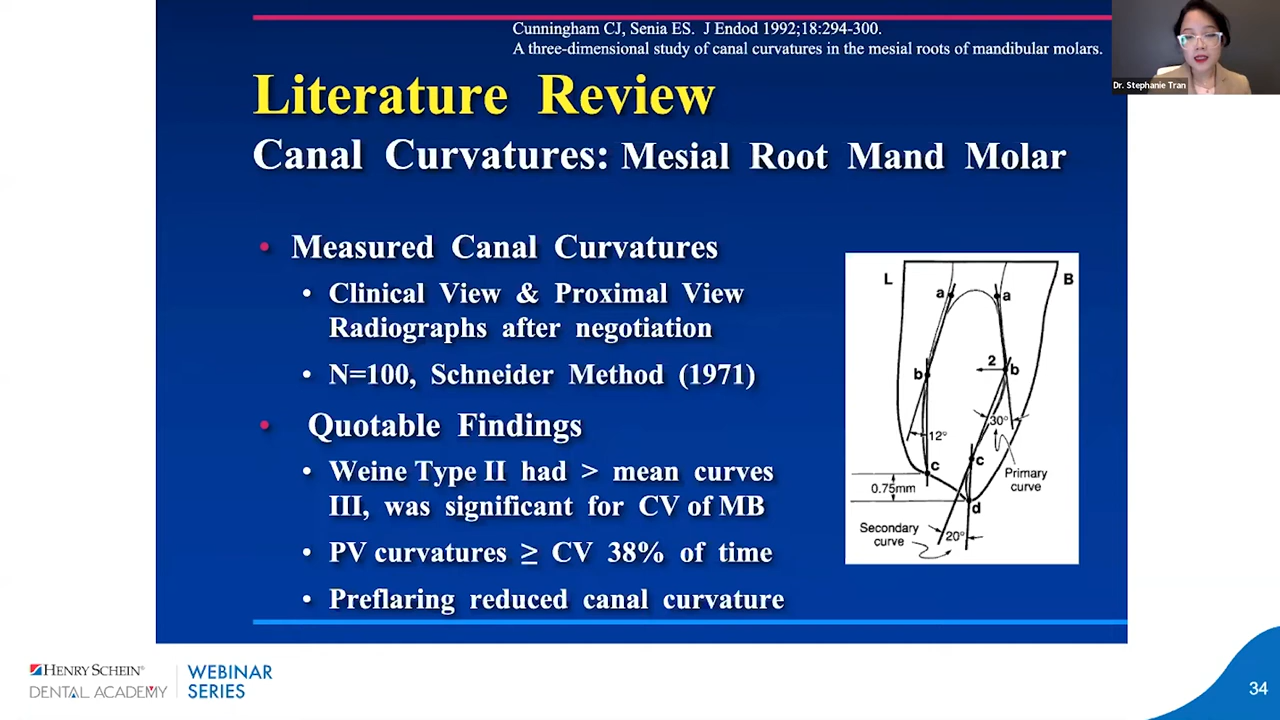 Cunningham CJ, Senia ES. J Endod 1992;18:294-300.
A three-dimensional study of canal curvatures in the mesial roots of mandibular molars.
Dr. Stephanie Tran
Literature Review
Canal Curvatures: Mesial Root Mand Molar
• Measured Canal Curvatures
• Clinical View & Proximal View
Radiographs after negotiation
• N=100, Schneider Method (1971)
• Quotable Findings
• Weine Type II had > mean curves
III, was significant for CV of MB
• PV curvatures ≥ CV 38% of time
• Preflaring reduced canal curvature
L
B
a
a
2
b
b
30°
12°
c
c
Primary
curve
0.75mm
d
Secondary
curve
20°
HENRY SCHEIN®
DENTAL ACADEMY
WEBINAR
SERIES
34